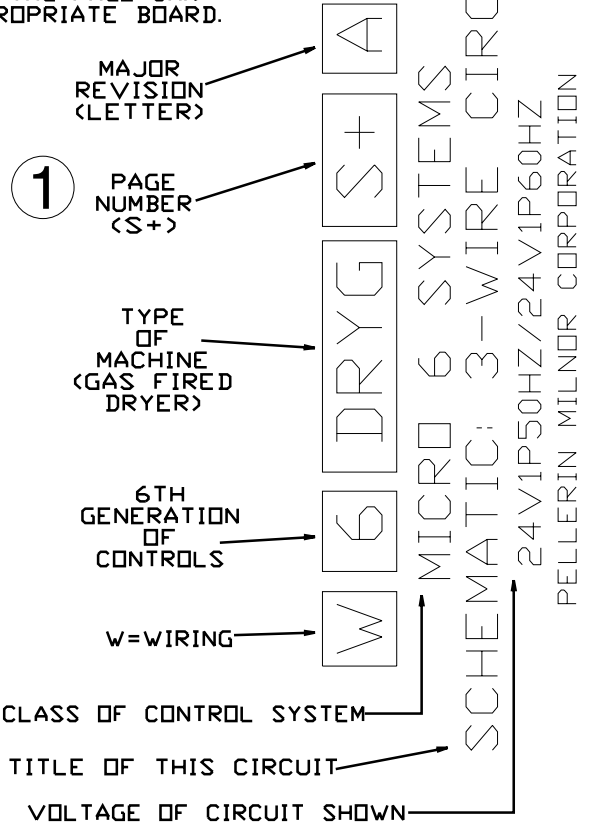 ROPRIATE BOARD.
MAJOR
REVISION
(LETTER)
1
PAGE
NUMBER
(S+)
TYPE
OF
MACHINE
(GAS FIRED
DRYER)
6TH
GENERATION
OF
CONTROLS
W=WIRING
CLASS OF CONTROL SYSTEM
TITLE OF THIS CIRCUIT
VOLTAGE OF CIRCUIT SHOWN
W 6 DRYG S+ A
MICRO 6 SYSTEMS
SCHEMATIC: 3-WIRE CIRC
24V1P50HZ/24V1P60HZ
PELLERIN MILNOR CORPORATION